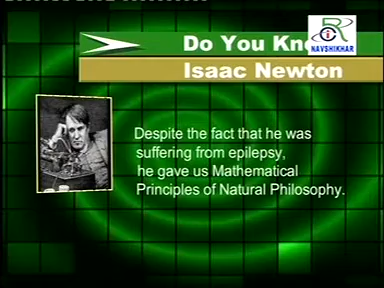 Do You Kno
NAVSHIKHAR
Isaac Newton
Despite the fact that he was
suffering from epilepsy,
he gave us Mathematical
Principles of Natural Philosophy.